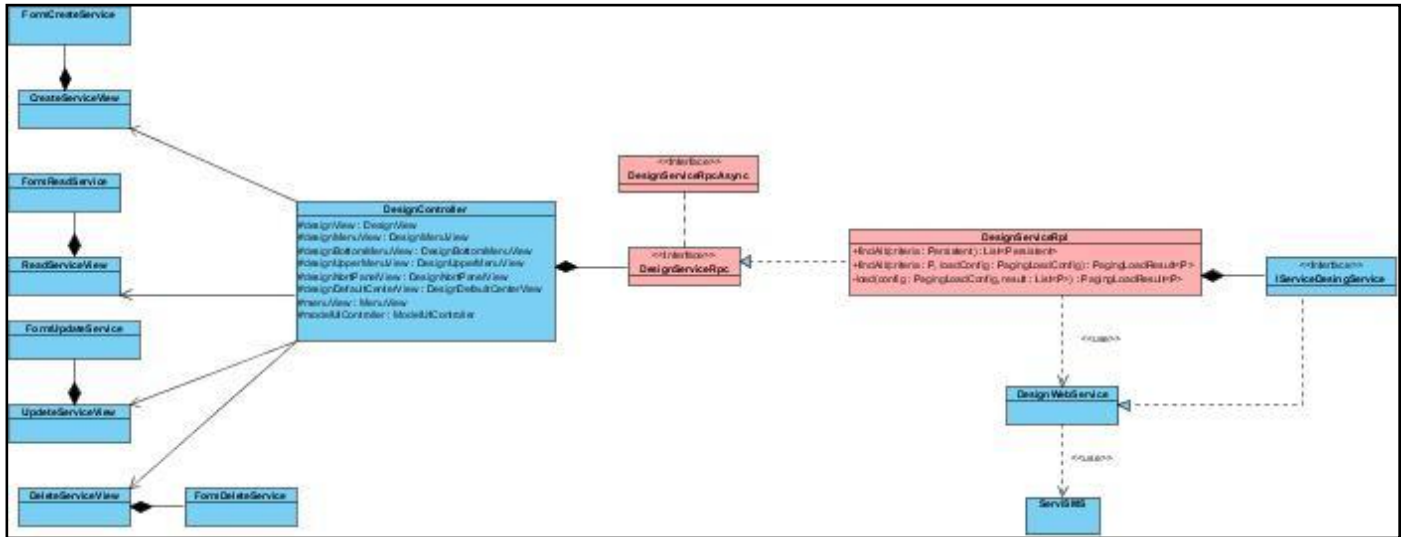 FormCreateService
CreateServiceView
FormReadService
ReadServiceView
FormUpdateService
UpdateServiceView
DeleteServiceView
FormDeleteService
DesignController
#designView : DesignView
#designMenuView : DesignMenuView
#designBottomMenuView : DesignBottomMenuView
#designUpperMenuView : DesignUpperMenuView
#designNortPanelView : DesignNortPanelView
#designDefaultCenterView : DesignDefaultCenterView
#menuView : MenuView
#modelUIController : ModelUIController
<<Interface>>
DesignServiceRpcAsync
<<Interface>>
DesignServiceRpc
DesignServiceRpl
+findAll(criteria : Persistent) : List<Persistent>
+findAll(criteria : P, loadConfig : PagingLoadConfig) : PagingLoadResult<P>
-load(config : PagingLoadConfig, result : List<P>) : PagingLoadResult<P>
<<Interface>>
IServiceDesingService
<<use>>
DesignWebService
<<use>>
ServiSMS